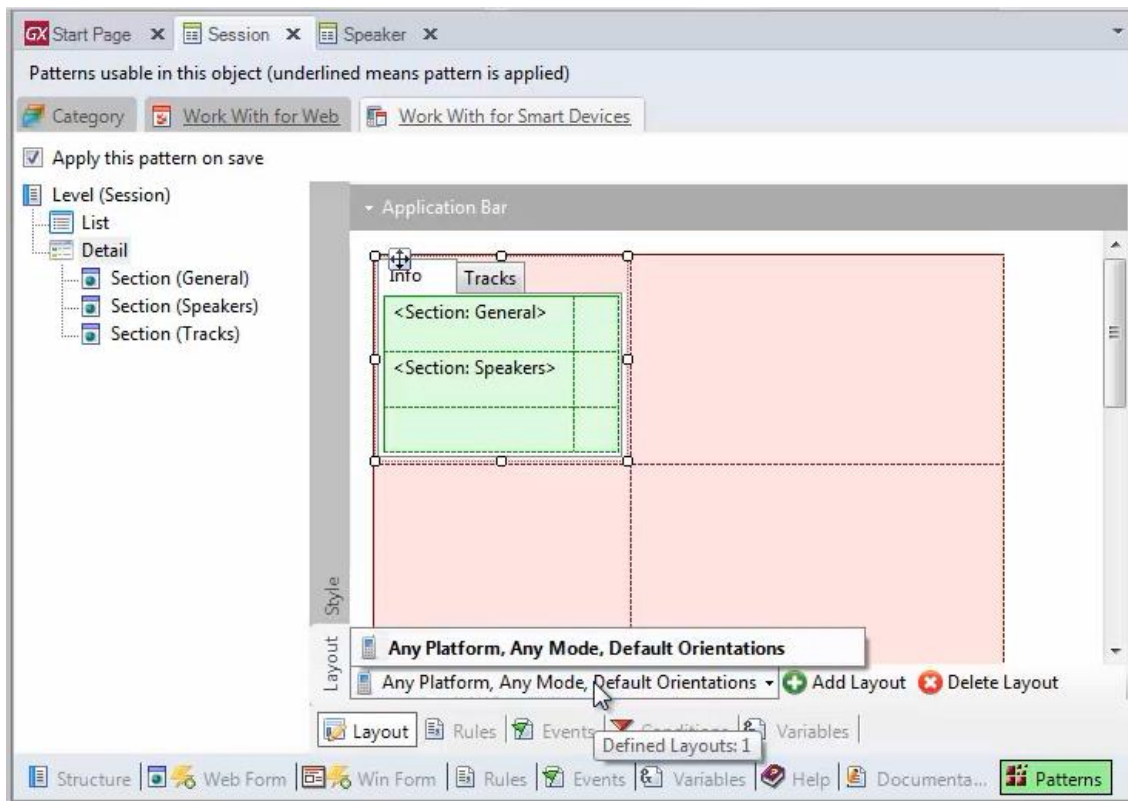 GX Start Page X Session X Speaker X
Patterns usable in this object (underlined means pattern is applied)
Category Work With for Web Work With for Smart Devices
Apply this pattern on save
Level (Session)
List
Detail
Section (General)
Section (Speakers)
Section (Tracks)
Application Bar
Info Tracks
<Section: General>
<Section: Speakers>
Style
Layout
Any Platform, Any Mode, Default Orientations
Any Platform, Any Mode, Default Orientations Add Layout Delete Layout
Layout Rules Events Conditions Variables
Defined Layouts: 1
Structure Web Form Win Form Rules Events Variables Help Documenta... Patterns